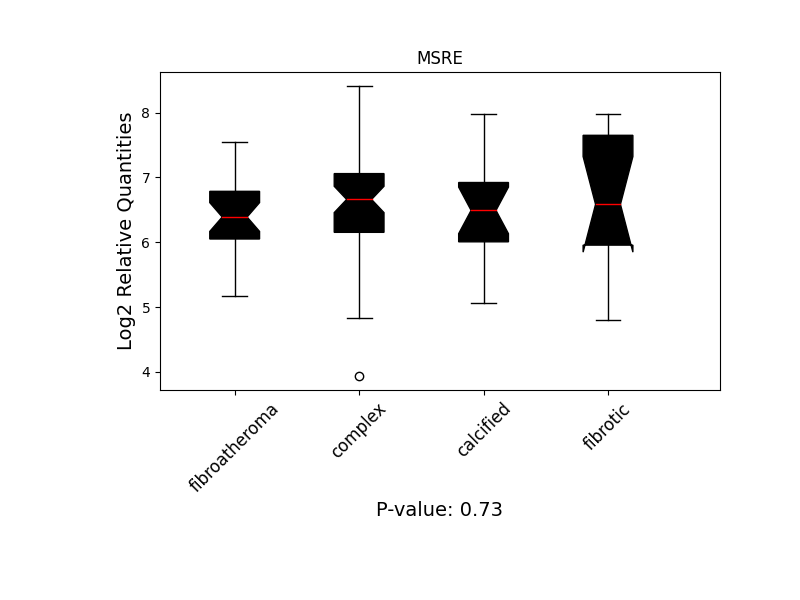 MSRE
Log2 Relative Quantities
8
7
6
5
4
fibroatheroma
complex
calcified
fibrotic
P-value: 0.73